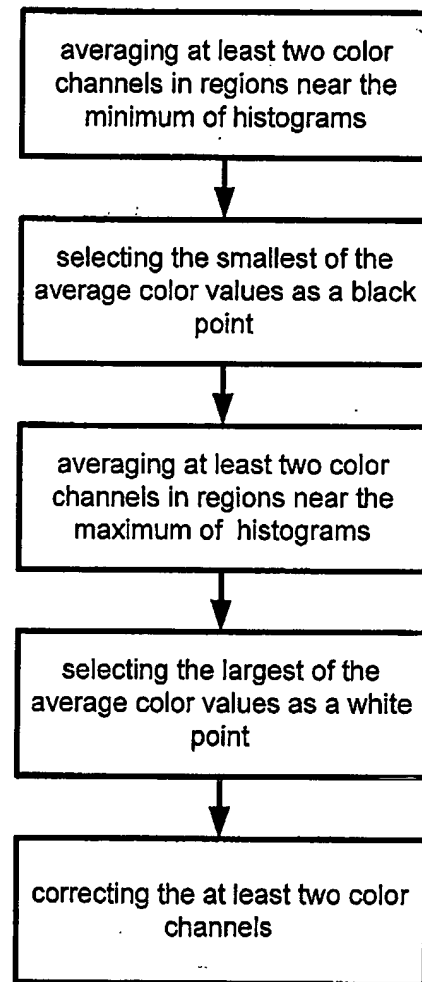 averaging at least two color
channels in regions near the
minimum of histograms
selecting the smallest of the
average color values as a black
point
averaging at least two color
channels in regions near the
maximum of histograms
selecting the largest of the
average color values as a white
point
correcting the at least two color
channels